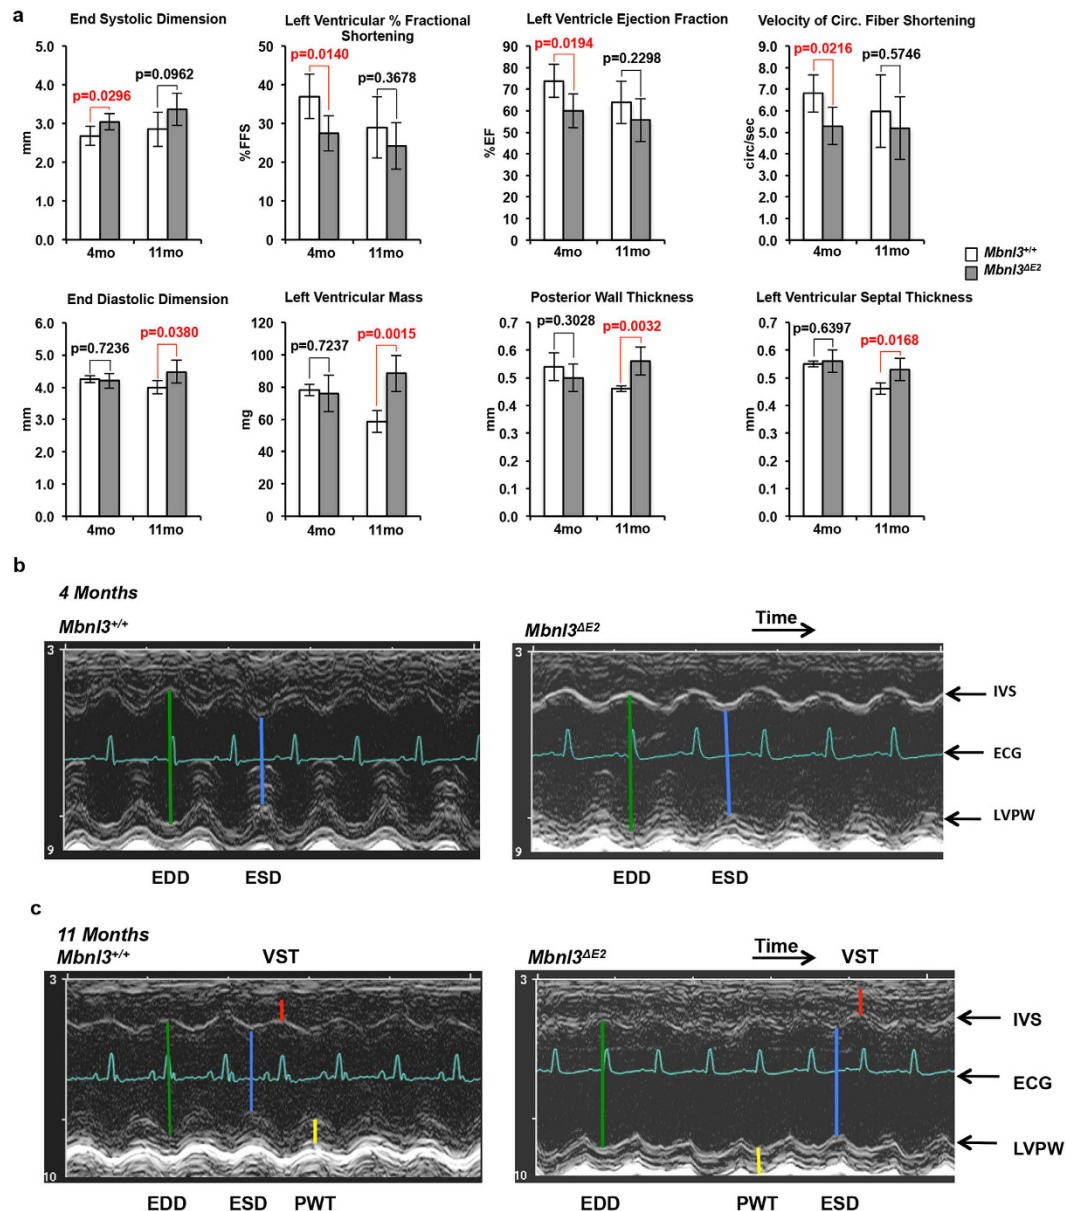 a
End Systolic Dimension
5.0
4.0
3.0
2.0
1.0
0.0
mm
p=0.0296
p=0.0962
4mo 11mo
Left Ventricular % Fractional
Shortening
50
40
30
20
10
0
%FFS
p=0.0140
p=0.3678
4mo 11mo
Left Ventricle Ejection Fraction
90
80
70
60
50
40
30
20
10
0
%EF
p=0.0194
p=0.2298
4mo 11mo
Velocity of Circ. Fiber Shortening
9.0
8.0
7.0
6.0
5.0
4.0
3.0
2.0
1.0
0.0
circ/sec
p=0.0216
p=0.5746
4mo 11mo
Mbnl3+/+
Mbnl3ΔE2
End Diastolic Dimension
6.0
5.0
4.0
3.0
2.0
1.0
0.0
mm
p=0.7236
p=0.0380
4mo 11mo
Left Ventricular Mass
120
100
80
60
40
20
0
mg
p=0.7237
p=0.0015
4mo 11mo
Posterior Wall Thickness
0.7
0.6
0.5
0.4
0.3
0.2
0.1
0.0
mm
p=0.3028
p=0.0032
4mo 11mo
Left Ventricular Septal Thickness
0.7
0.6
0.5
0.4
0.3
0.2
0.1
0.0
mm
p=0.6397
p=0.0168
4mo 11mo
b
4 Months
Mbnl3+/+
3
9
EDD ESD
Mbnl3ΔE2
Time
3
9
IVS
ECG
LVPW
EDD ESD
c
11 Months
Mbnl3+/+
VST
3
10
EDD ESD PWT
Mbnl3ΔE2
Time
VST
3
10
IVS
ECG
LVPW
EDD PWT ESD